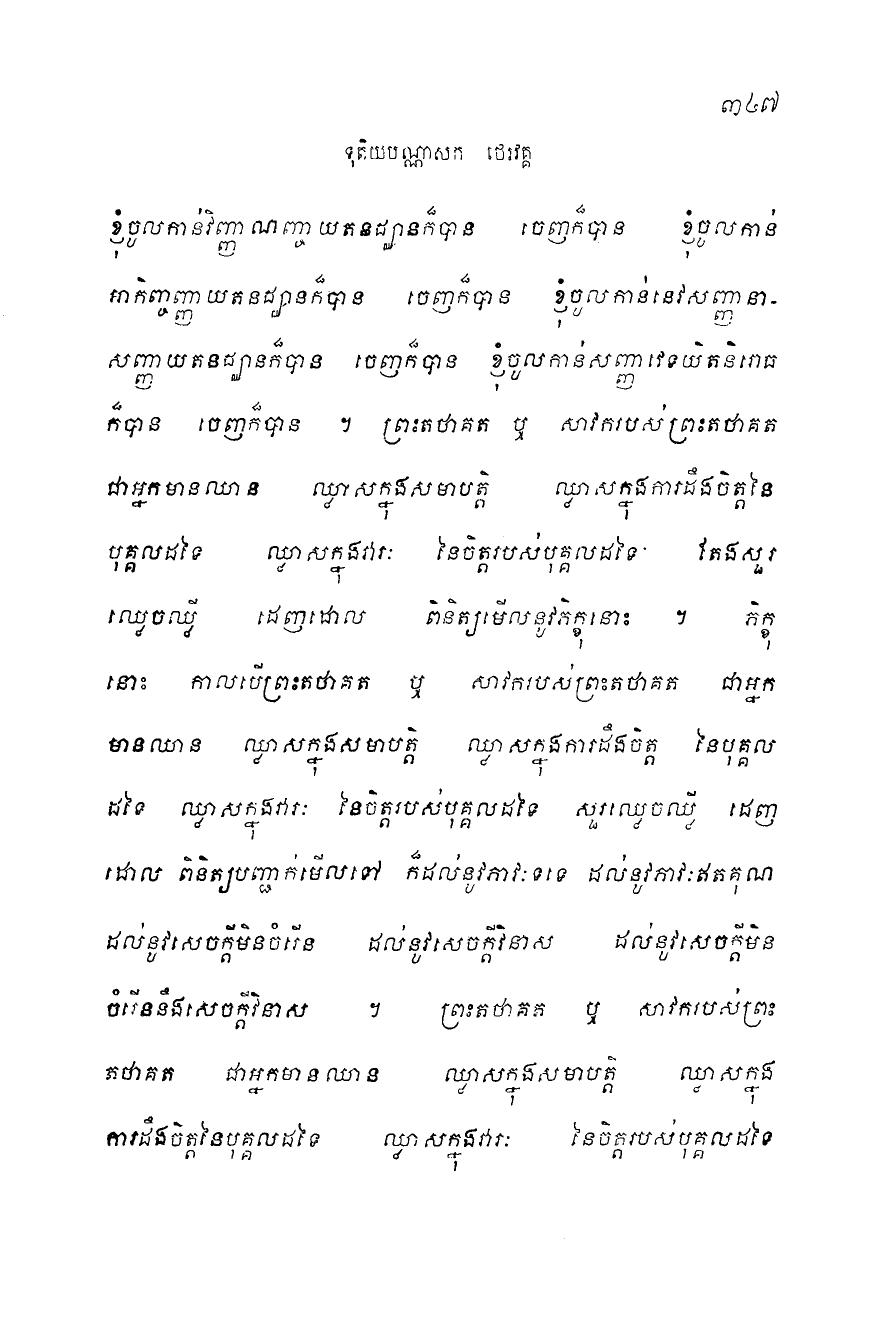 ៣៤៧
ទុតិយបណ្ណាសក ថេរវគ្គ
ខ្ញុំចូលកាន់វិញ្ញាណញ្ចាយតនជ្ឈានក៏បាន ចេញក៏បាន ខ្ញុំចូលកាន់
អាកិញ្ចញ្ញាយតនជ្ឈានក៏បាន ចេញក៏បាន ខ្ញុំចូលកាន់នេវសញ្ញានា-
សញ្ញាយតនជ្ឈានក៏បាន ចេញក៏បាន ខ្ញុំចូលកាន់សញ្ញាវេទយិតនិរោធ
ក៏បាន ចេញក៏បាន ។ ព្រះតថាគត ឬ សាវករបស់ព្រះតថាគត
ជាអ្នកមានឈាន ឈ្វាសក្នុងសមាបត្តិ ឈ្វាសក្នុងការដឹងចិត្តនៃ
បុគ្គលដទៃ ឈ្វាសក្នុងវារៈ នៃចិត្តរបស់បុគ្គលដទៃ តែងសួរ
ឈ្វេចឈ្វី ដេញដោល ពិនិត្យមើលនូវភិក្ខុនោះ ។ ភិក្ខុ
នោះ កាលបើព្រះតថាគត ឬ សាវករបស់ព្រះតថាគត ជាអ្នក
មានឈាន ឈ្វាសក្នុងសមាបត្តិ ឈ្វាសក្នុងការដឹងចិត្ត នៃបុគ្គល
ដទៃ ឈ្វាសក្នុងវារៈ នៃចិត្តរបស់បុគ្គលដទៃ សួរឈ្វេចឈ្វី ដេញ
ដោល ពិនិត្យបញ្ជាក់មើលទៅ ក៏ដល់នូវភាវៈទទេ ដល់នូវភាវៈឥតគុណ
ដល់នូវសេចក្តីមិនចំរើន ដល់នូវសេចក្តីវិនាស ដល់នូវសេចក្តីមិន
ចំរើននឹងសេចក្តីវិនាស ។ ព្រះតថាគត ឬ សាវករបស់ព្រះ
តថាគត ជាអ្នកមានឈាន ឈ្វាសក្នុងសមាបត្តិ ឈ្វាសក្នុង
ការដឹងចិត្តនៃបុគ្គលដទៃ ឈ្វាសក្នុងវារៈ នៃចិត្តរបស់បុគ្គលដទៃ